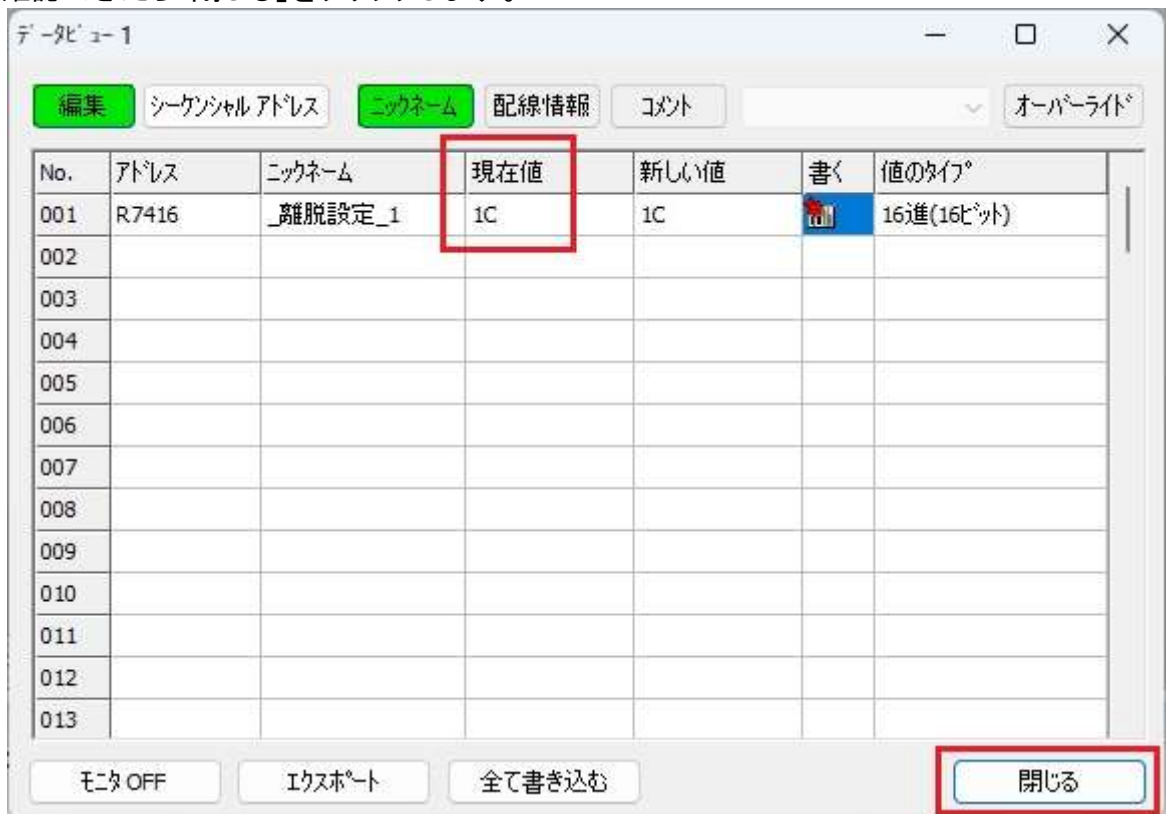 データビュー1
編集 シーケンシャル アドレス ニックネーム 配線情報 コメント オーバーライド
No. アドレス ニックネーム 現在値 新しい値 書く 値のタイプ
001 R7416 _離脱設定_1 1C 1C 16進(16ビット)
002
003
004
005
006
007
008
009
010
011
012
013
モニタ OFF エクスポート 全て書き込む 閉じる